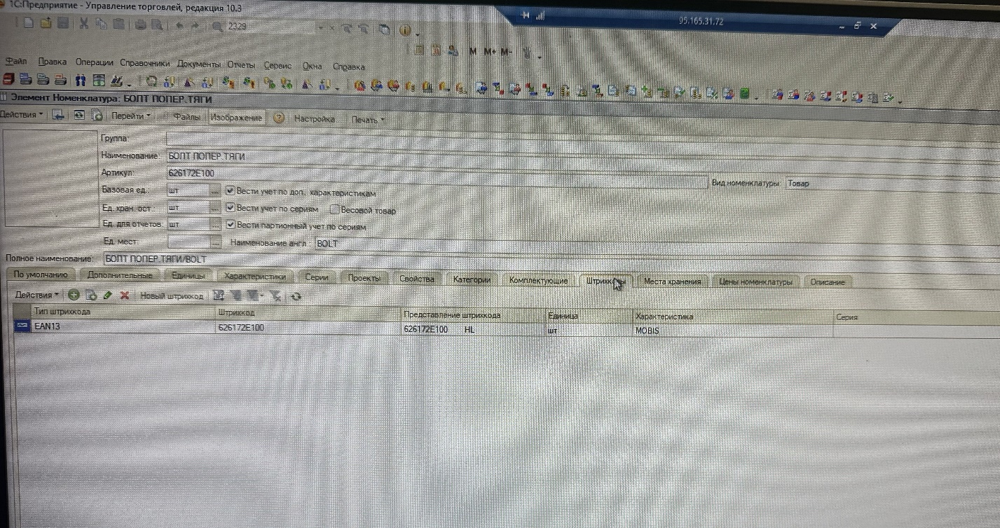 1С:Предприятие - Управление торговлей, редакция 10.3
95.165.31.72
2329
М М+ М-
Файл Правка Операции Справочники Документы Отчеты Сервис Окна Справка
Элемент Номенклатура: БОЛТ ПОПЕР.ТЯГИ
Действия Перейти Файлы Изображение Настройка Печать
Группа:
Наименование: БОЛТ ПОПЕР.ТЯГИ
Артикул: 626172E100
Вид номенклатуры: Товар
Базовая ед.: шт ... Вести учет по доп. характеристикам
Ед. хран. ост.: шт ... Вести учет по сериям Весовой товар
Ед. для отчетов: шт ... Вести партионный учет по сериям
Ед. мест: ... Наименование англ.: BOLT
Полное наименование: БОЛТ ПОПЕР.ТЯГИ/BOLT
По умолчанию Дополнительные Единицы Характеристики Серии Проекты Свойства Категории Комплектующие Штрихкоды Места хранения Цены номенклатуры Описание
Действия Новый штрихкод
Тип штрихкода Штрихкод Представление штрихкода Единица Характеристика Серия
EAN13 626172E100 626172E100 HL шт MOBIS